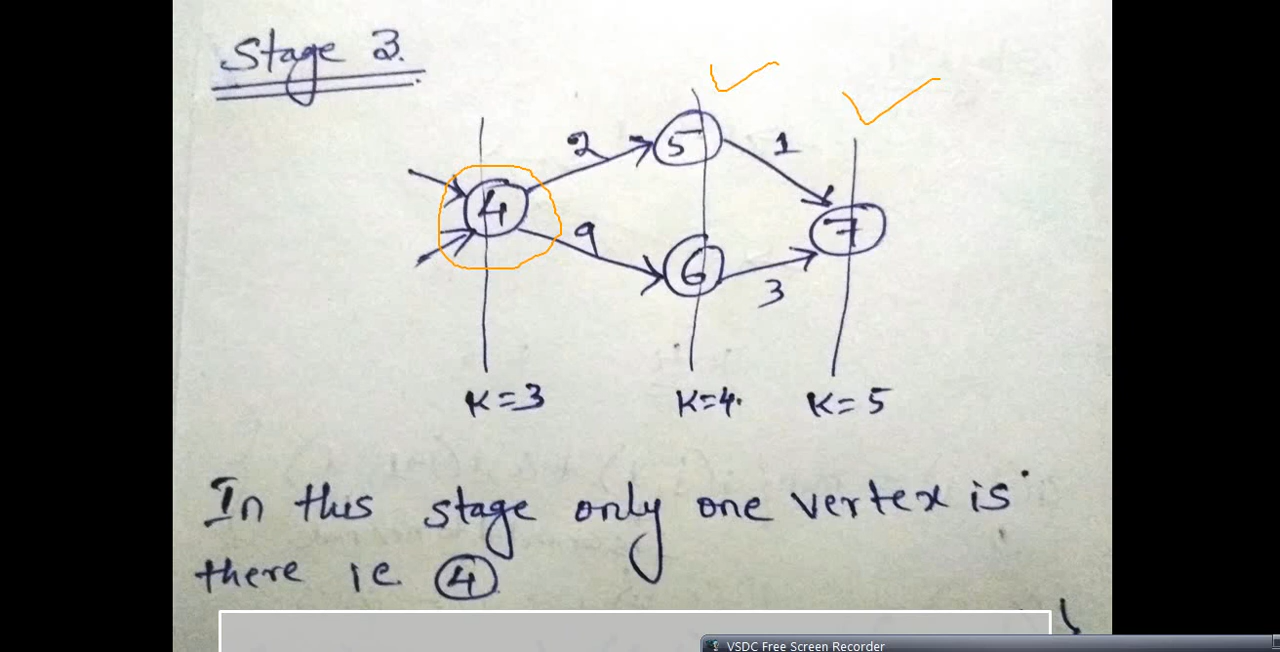 Stage 3.
2
5
1
4
9
6
7
3
K=3
K=4.
K=5
In this stage only one vertex is
there ie. 4
VSDC Free Screen Recorder